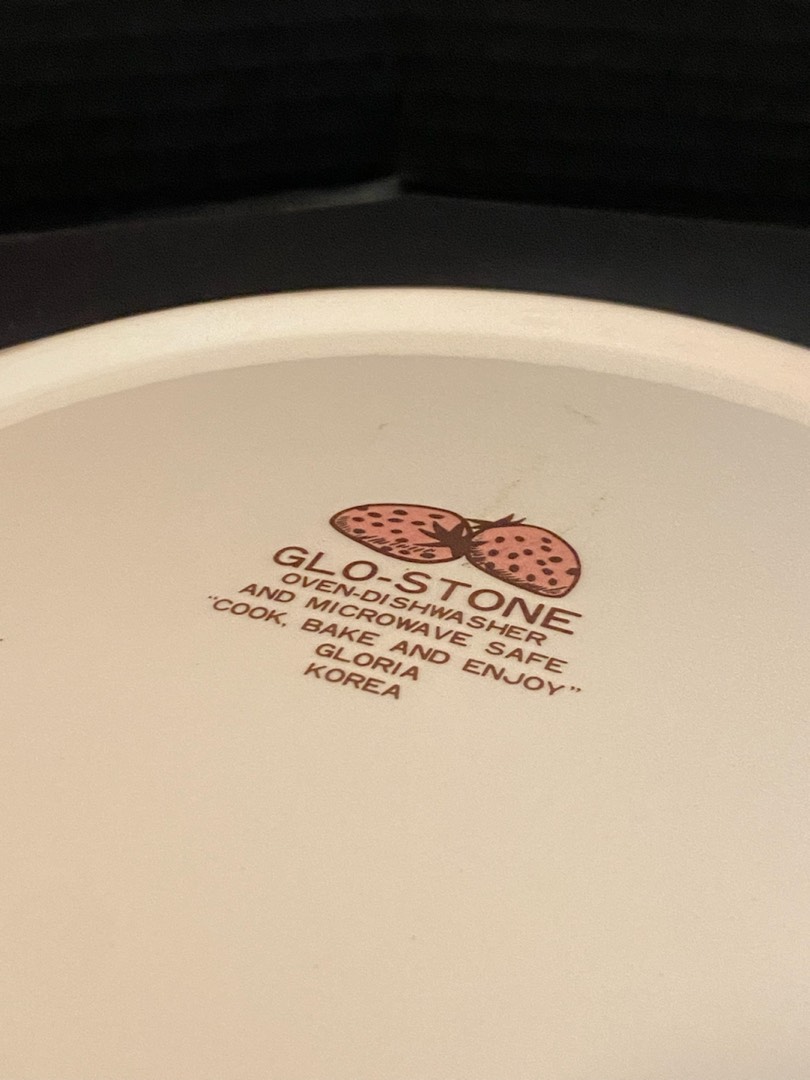 GLO-STONE
OVEN-DISHWASHER
AND MICROWAVE SAFE
"COOK, BAKE AND ENJOY"
GLORIA
KOREA